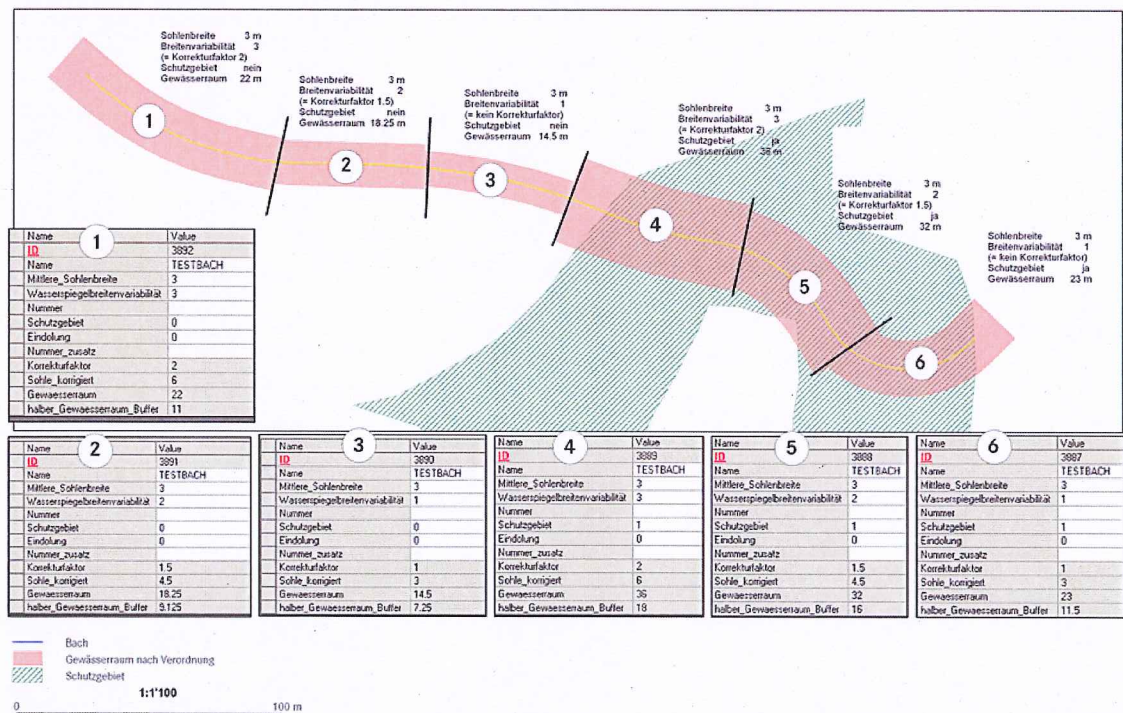 Sohlenbreite 3 m
Breitenvariabilität 3
(= Korrekturfaktor 2)
Schutzgebiet nein
Gewässerraum 22 m
Sohlenbreite 3 m
Breitenvariabilität 2
(= Korrekturfaktor 1.5)
Schutzgebiet nein
Gewässerraum 18.25 m
Sohlenbreite 3 m
Breitenvariabilität 1
(= kein Korrekturfaktor)
Schutzgebiet nein
Gewässerraum 14.5 m
Sohlenbreite 3 m
Breitenvariabilität 3
(= Korrekturfaktor 2)
Schutzgebiet ja
Gewässerraum 36 m
Sohlenbreite 3 m
Breitenvariabilität 2
(= Korrekturfaktor 1.5)
Schutzgebiet ja
Gewässerraum 32 m
Sohlenbreite 3 m
Breitenvariabilität 1
(= kein Korrekturfaktor)
Schutzgebiet ja
Gewässerraum 23 m
1
2
3
4
5
6
Name 1 Value
ID 3892
Name TESTBACH
Mittlere_Sohlenbreite 3
Wasserspiegelbreitenvariabilität 3
Nummer
Schutzgebiet 0
Eindolung 0
Nummer_zusatz
Korrekturfaktor 2
Sohle_korrigiert 6
Gewaesserraum 22
halber_Gewaesserraum_Buffer 11
Name 2 Value
ID 3891
Name TESTBACH
Mittlere_Sohlenbreite 3
Wasserspiegelbreitenvariabilität 2
Nummer
Schutzgebiet 0
Eindolung 0
Nummer_zusatz
Korrekturfaktor 1.5
Sohle_korrigiert 4.5
Gewaesserraum 18.25
halber_Gewaesserraum_Buffer 9.125
Name 3 Value
ID 3890
Name TESTBACH
Mittlere_Sohlenbreite 3
Wasserspiegelbreitenvariabilität 1
Nummer
Schutzgebiet 0
Eindolung 0
Nummer_zusatz
Korrekturfaktor 1
Sohle_korrigiert 3
Gewaesserraum 14.5
halber_Gewaesserraum_Buffer 7.25
Name 4 Value
ID 3889
Name TESTBACH
Mittlere_Sohlenbreite 3
Wasserspiegelbreitenvariabilität 3
Nummer
Schutzgebiet 1
Eindolung 0
Nummer_zusatz
Korrekturfaktor 2
Sohle_korrigiert 6
Gewaesserraum 36
halber_Gewaesserraum_Buffer 18
Name 5 Value
ID 3888
Name TESTBACH
Mittlere_Sohlenbreite 3
Wasserspiegelbreitenvariabilität 2
Nummer
Schutzgebiet 1
Eindolung 0
Nummer_zusatz
Korrekturfaktor 1.5
Sohle_korrigiert 4.5
Gewaesserraum 32
halber_Gewaesserraum_Buffer 16
Name 6 Value
ID 3887
Name TESTBACH
Mittlere_Sohlenbreite 3
Wasserspiegelbreitenvariabilität 1
Nummer
Schutzgebiet 1
Eindolung 0
Nummer_zusatz
Korrekturfaktor 1
Sohle_korrigiert 3
Gewaesserraum 23
halber_Gewaesserraum_Buffer 11.5
Bach
Gewässerraum nach Verordnung
Schutzgebiet
1:1'100
0 100 m